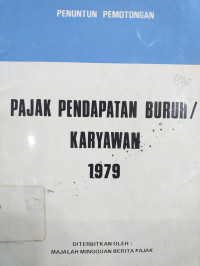 PENUNTUN PEMOTONGAN
PAJAK PENDAPATAN BURUH/
KARYAWAN
1979
DITERBITKAN OLEH :
MAJALAH MINGGUAN BERITA PAJAK